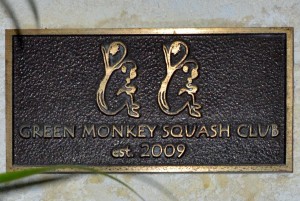 GREEN MONKEY SQUASH CLUB
est. 2009